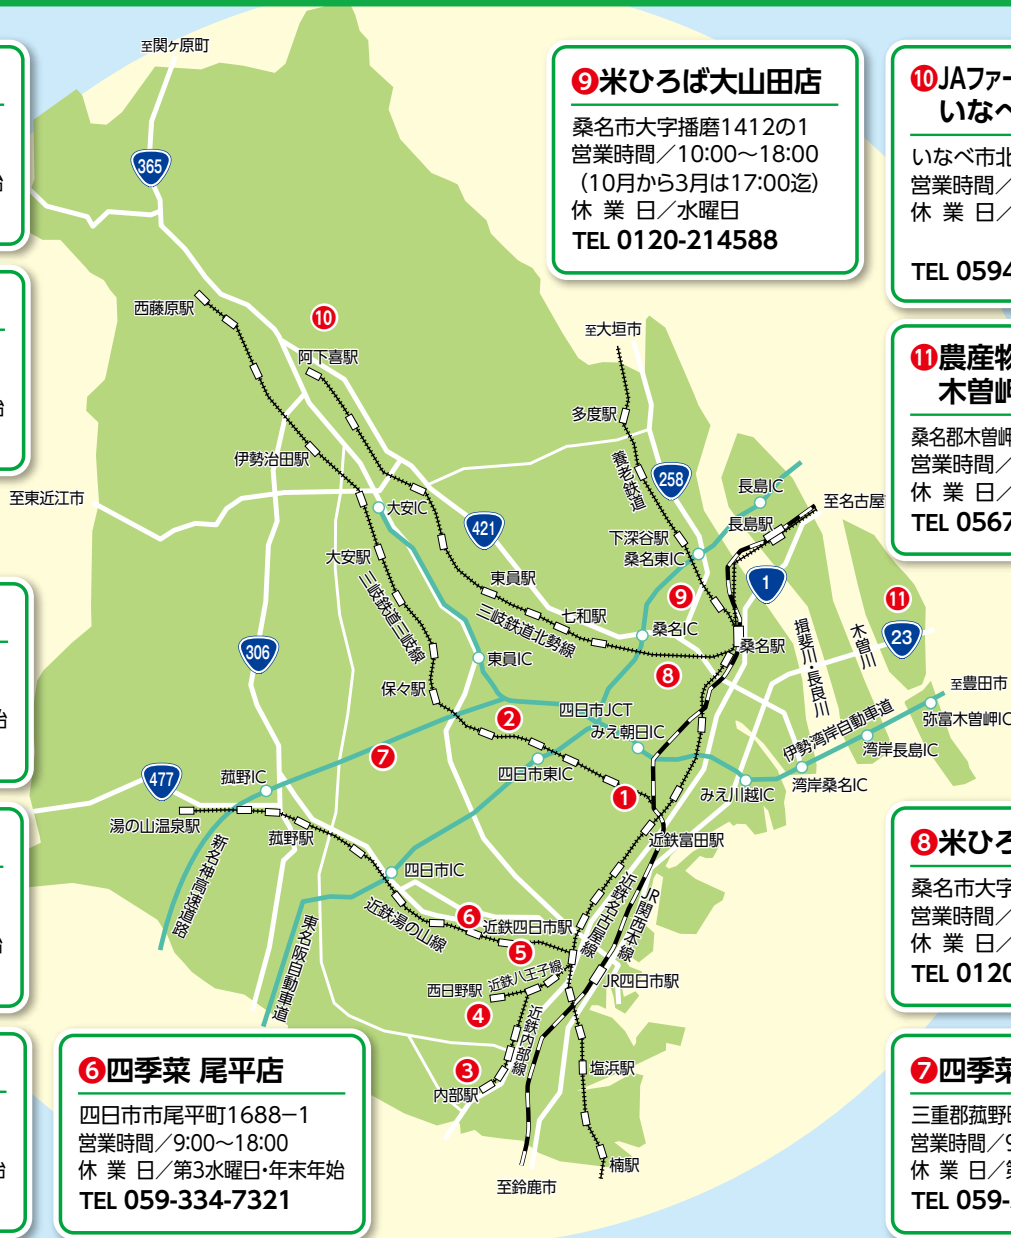 至関ヶ原町
365
西藤原駅
⑩
阿下喜駅
至大垣市
多度駅
養老鉄道
258
伊勢治田駅
至東近江市
大安IC
421
長島IC
至名古屋
長島駅
下深谷駅
桑名東IC
大安駅
三岐鉄道三岐線
東員駅
三岐鉄道北勢線
七和駅
⑨
1
⑪
23
桑名IC
桑名駅
揖斐川・長良川
木曽川
306
東員IC
⑧
保々駅
②
四日市JCT
みえ朝日IC
至豊田市
弥富木曽岬IC
伊勢湾岸自動車道
湾岸長島IC
⑦
四日市東IC
477
菰野IC
①
みえ川越IC
湾岸桑名IC
湯の山温泉駅
菰野駅
近鉄富田駅
新名神高速道路
四日市IC
近鉄湯の山線
⑥
近鉄四日市駅
⑤
近鉄名古屋線
JR関西本線
東名阪自動車道
西日野駅
近鉄八王子線
JR四日市駅
④
近鉄内部線
③
内部駅
塩浜駅
楠駅
至鈴鹿市
⑨米ひろば大山田店
桑名市大字播磨1412の1
営業時間／10:00〜18:00
（10月から3月は17:00迄）
休 業 日／水曜日
TEL 0120-214588
⑩JAファー
いなべ
いなべ市北
営業時間／
休 業 日／
TEL 0594
⑪農産物
木曽岬
桑名郡木曽岬
営業時間／
休 業 日／
TEL 0567
⑧米ひろ
桑名市大字
営業時間／
休 業 日／
TEL 0120
⑦四季菜
三重郡菰野町
営業時間／9
休 業 日／第
TEL 059-
⑥四季菜 尾平店
四日市市尾平町1688−1
営業時間／9:00〜18:00
休 業 日／第3水曜日・年末年始
TEL 059-334-7321